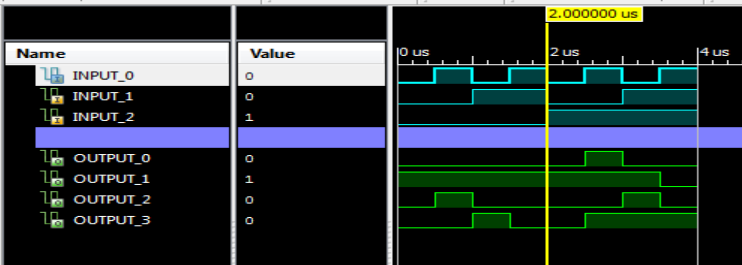 2.000000 us
Name Value
0 us 2 us 4 us
INPUT_0 0
INPUT_1 0
INPUT_2 1
OUTPUT_0 0
OUTPUT_1 1
OUTPUT_2 0
OUTPUT_3 0